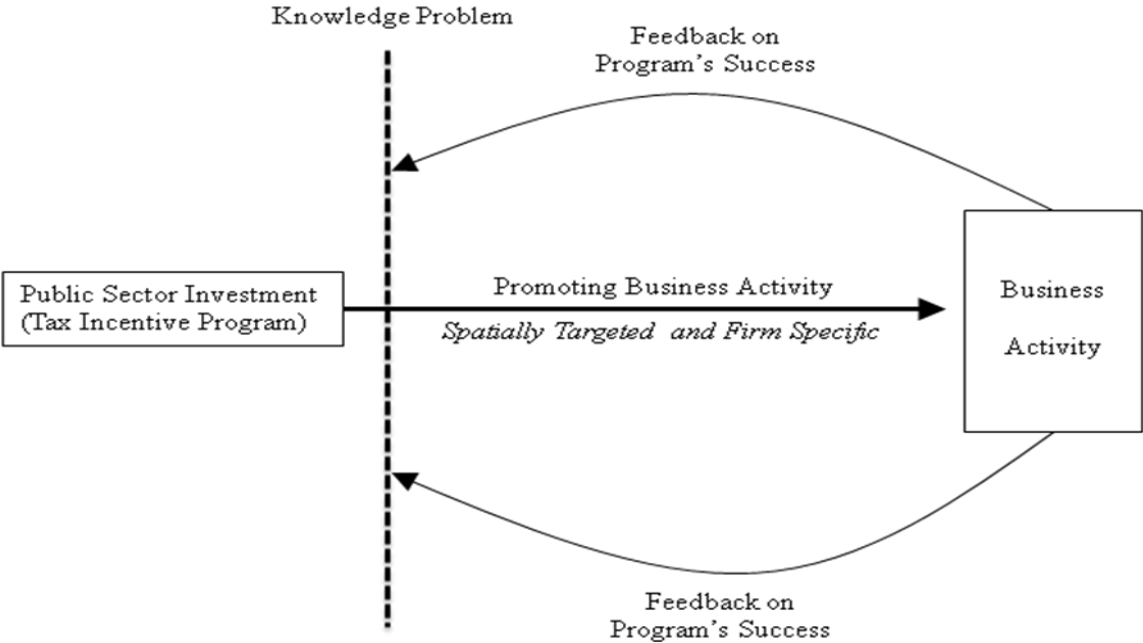 Knowledge Problem
Feedback on
Program's Success
Public Sector Investment
(Tax Incentive Program)
Promoting Business Activity
Spatially Targeted and Firm Specific
Business
Activity
Feedback on
Program's Success